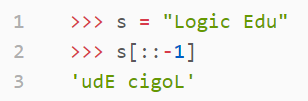 1 >>> s = "Logic Edu"
2 >>> s[::-1]
3 'udE cigoL'